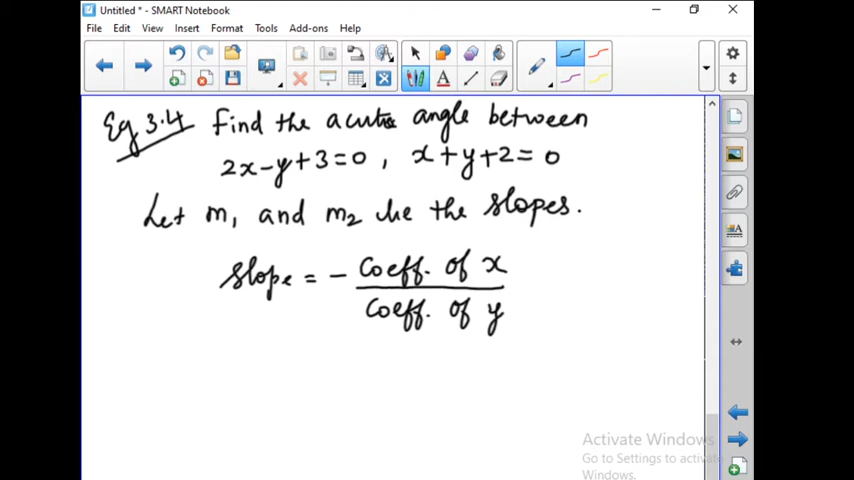 Untitled * - SMART Notebook
File Edit View Insert Format Tools Add-ons Help
Eg 3.4 Find the acute angle between
2x-y+3=0, x+y+2=0
Let m₁ and m₂ be the slopes.
slope = - Coeff. of x
Coeff. of y
Activate Windows
Go to Settings to activate
Windows.